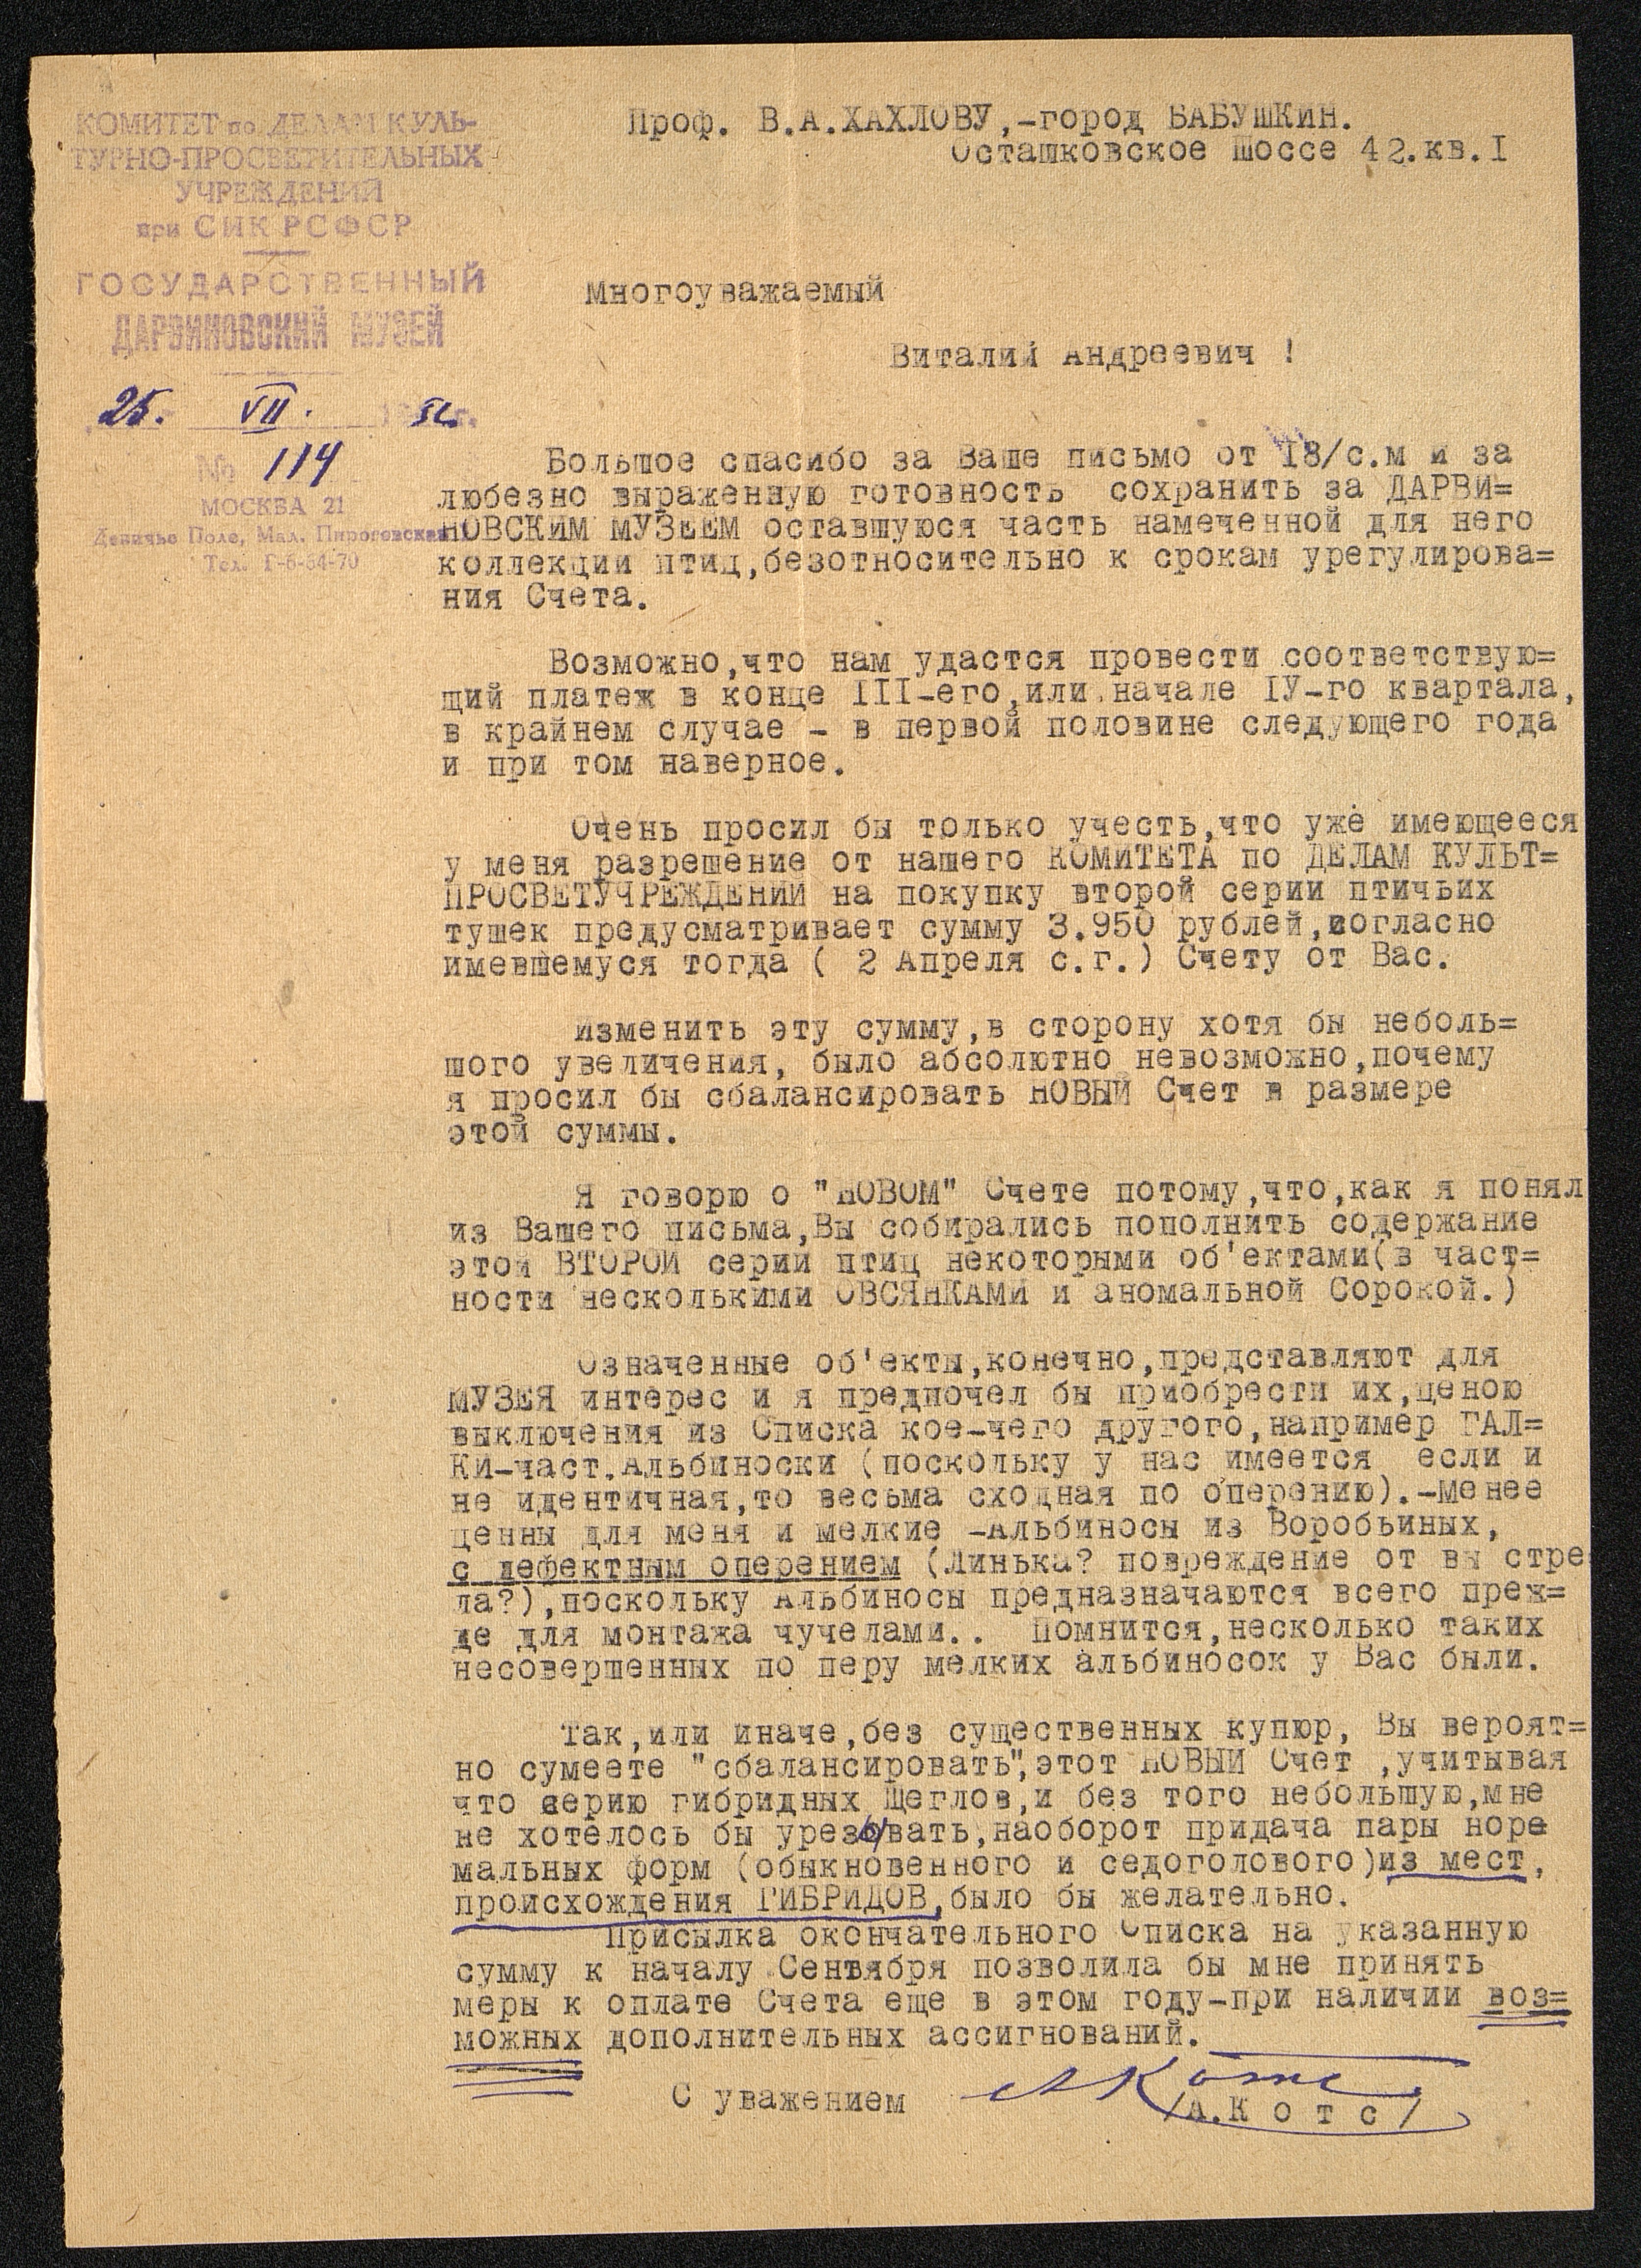 КОМИТЕТ по ДЕЛАМ КУЛЬ-
ТУРНО-ПРОСВЕТИТЕЛЬНЫХ
УЧРЕЖДЕНИЙ
при СНК РСФСР
ГОСУДАРСТВЕННЫЙ
ДАРВИНОВСКИЙ МУЗЕЙ
25. VII.
№ 114
МОСКВА 21
Девичье Поле, Мал. Пироговская
Тел. Г-6-64-70
Проф. В.А.ХАХЛОВУ,-город БАБУШКИН.
Осташковское Шоссе 42.кв.I
Многоуважаемый
Виталий Андреевич !
Большое спасибо за Ваше письмо от 18/с.м и за
любезно выраженную готовность сохранить за ДАРВИ=
НОВСКИМ МУЗЕЕМ оставшуюся часть намеченной для него
коллекции птиц,безотносительно к срокам урегулирова=
ния Счета.
Возможно,что нам удастся провести соответствую=
щий платеж в конце III-его,или начале IУ-го квартала,
в крайнем случае - в первой половине следующего года
и при том наверное.
Очень просил бы только учесть,что уже имеющееся
у меня разрешение от нашего КОМИТЕТА по ДЕЛАМ КУЛЬТ=
ПРОСВЕТУЧРЕЖДЕНИЙ на покупку второй серии птичьих
тушек предусматривает сумму 3.950 рублей,согласно
имевшемуся тогда ( 2 Апреля с.г.) Счету от Вас.
Изменить эту сумму,в сторону хотя бы неболь=
шого увеличения, было абсолютно невозможно,почему
я просил бы сбалансировать НОВЫЙ Счет в размере
этой суммы.
Я говорю о "НОВОМ" Счете потому,что,как я понял
из Вашего письма,Вы собирались пополнить содержание
этой ВТОРОЙ серии птиц некоторыми об'ектами(в част=
ности несколькими ОВСЯНКАМИ и аномальной Сорокой.)
Означенные об'екты,конечно,представляют для
МУЗЕЯ интерес и я предпочел бы приобрести их,ценою
выключения из Списка кое-чего другого,например ГАЛ=
КИ-част.Альбиноски (поскольку у нас имеется если и
не идентичная,то весьма сходная по оперению).-Менее
ценны для меня и мелкие -Альбиносы из Воробьиных,
с дефектным оперением (Линька? повреждение от вы стре
ла?),поскольку Альбиносы предназначаются всего преж=
де для монтажа чучелами.. Помнится,несколько таких
несовершенных по перу мелких альбиносок у Вас были.
Так,или иначе,без существенных купюр, Вы вероят=
но сумеете "сбалансировать",этот НОВЫЙ Счет ,учитывая
что серию гибридных Щеглов,и без того небольшую,мне
не хотелось бы урезывать,наоборот придача пары норм
мальных форм (обыкновенного и седоголового)из мест,
происхождения ГИБРИДОВ,было бы желательно.
Присылка окончательного Списка на указанную
сумму к началу Сентября позволила бы мне принять
меры к оплате Счета еще в этом году-при наличии воз=
можных дополнительных ассигнований.
С уважением АКотс
/А.К о т с/